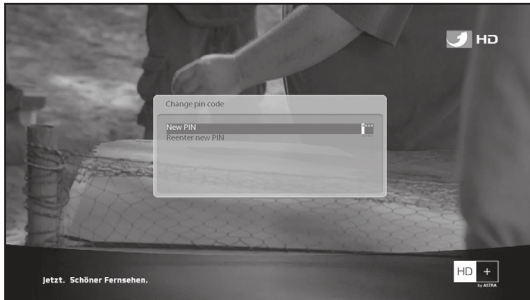 HD
Change pin code
New PIN
Reenter new PIN
Jetzt. Schöner Fernsehen.
HD +
by ASTRA